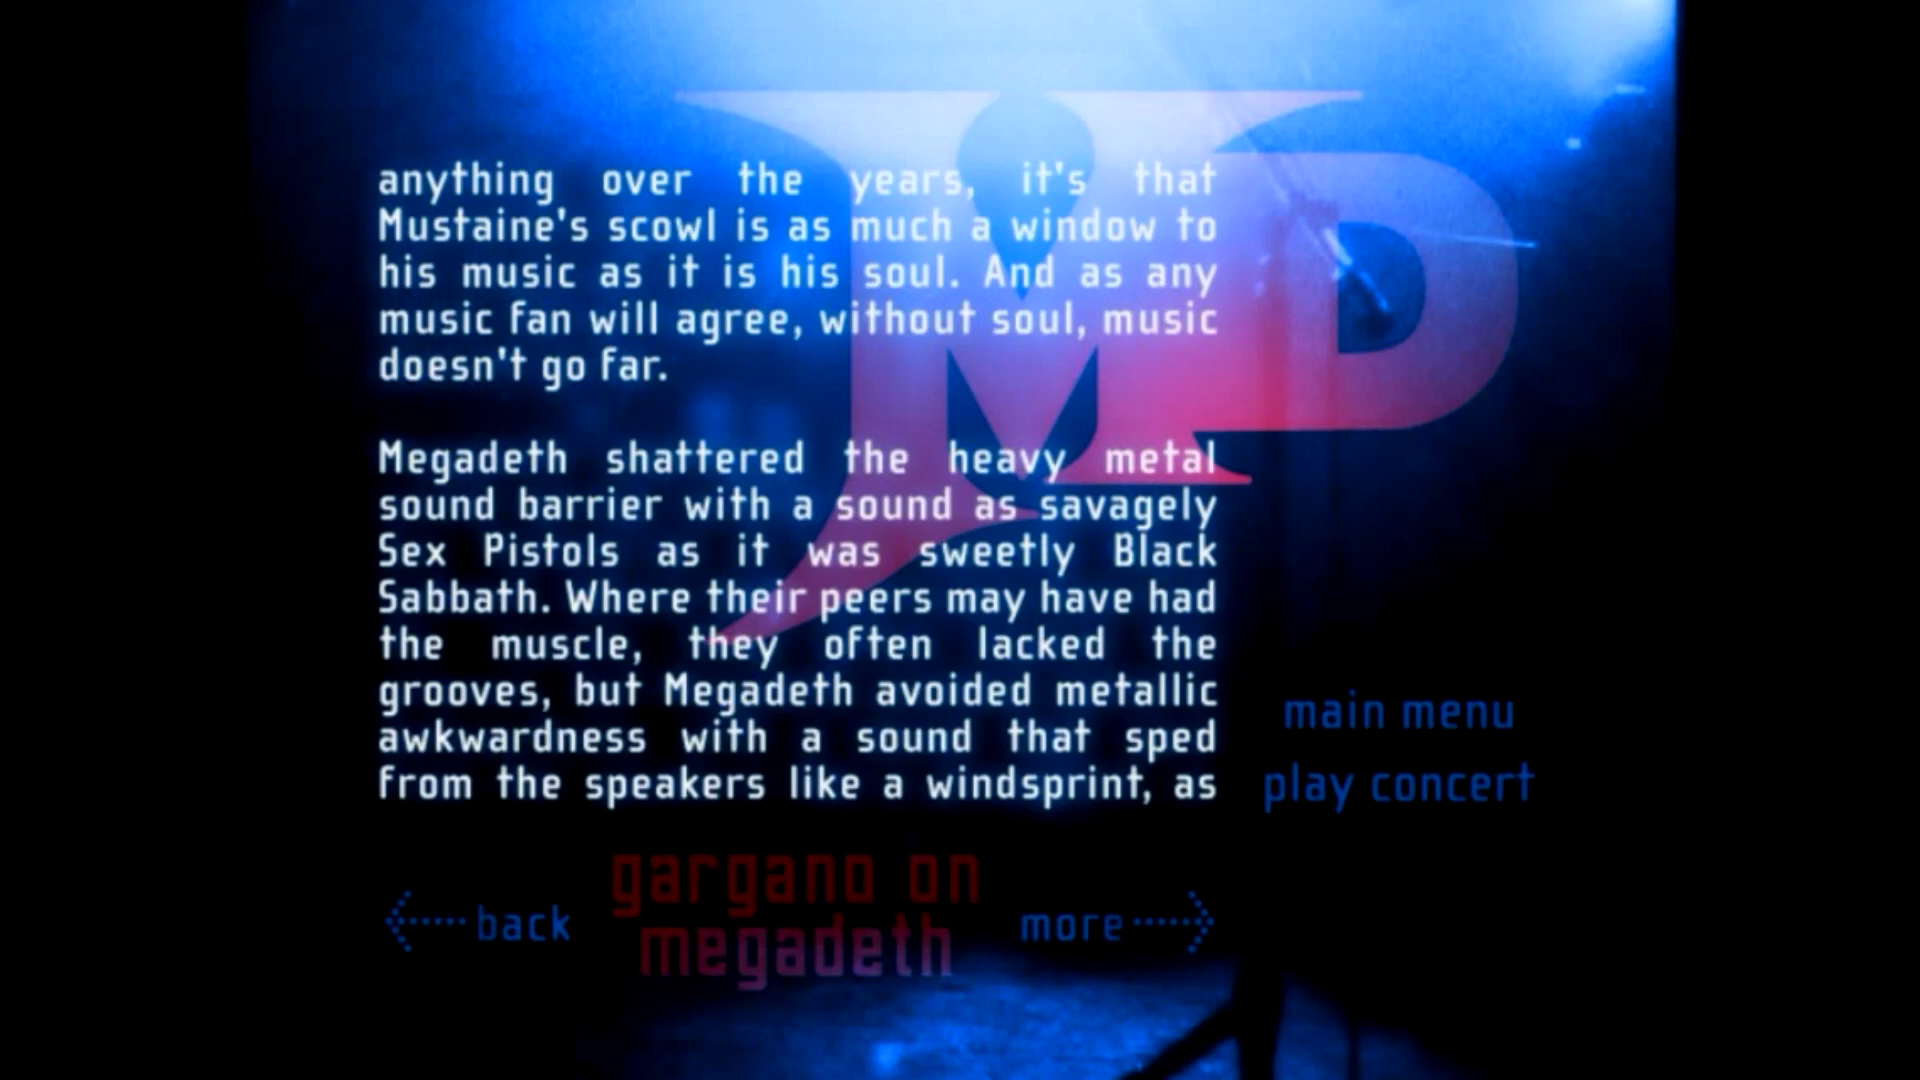 anything over the years, it's that
Mustaine's scowl is as much a window to
his music as it is his soul. And as any
music fan will agree, without soul, music
doesn't go far.
Megadeth shattered the heavy metal
sound barrier with a sound as savagely
Sex Pistols as it was sweetly Black
Sabbath. Where their peers may have had
the muscle, they often lacked the
grooves, but Megadeth avoided metallic
awkwardness with a sound that sped
from the speakers like a windsprint, as
main menu
play concert
back
gargano on
megadeth
more